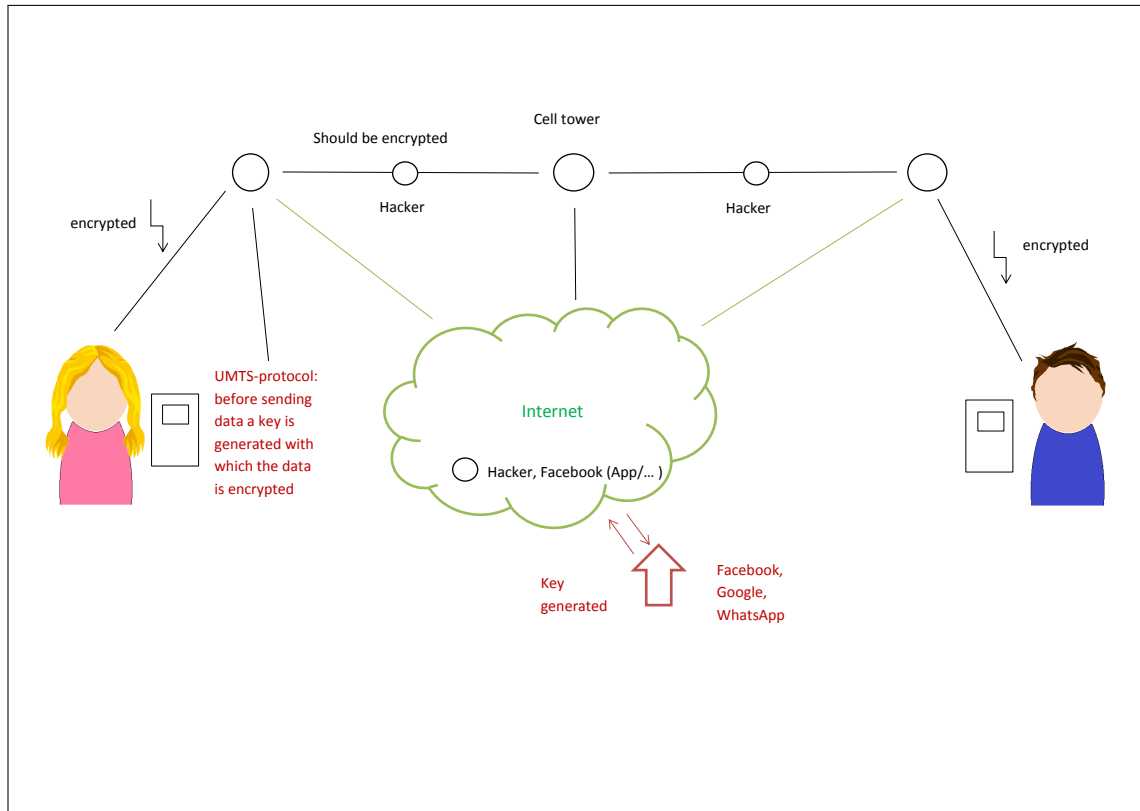 Cell tower
Should be encrypted
Hacker
Hacker
encrypted
encrypted
UMTS-protocol:
before sending
data a key is
generated with
which the data
is encrypted
Internet
Hacker, Facebook (App/... )
Key
generated
Facebook,
Google,
WhatsApp